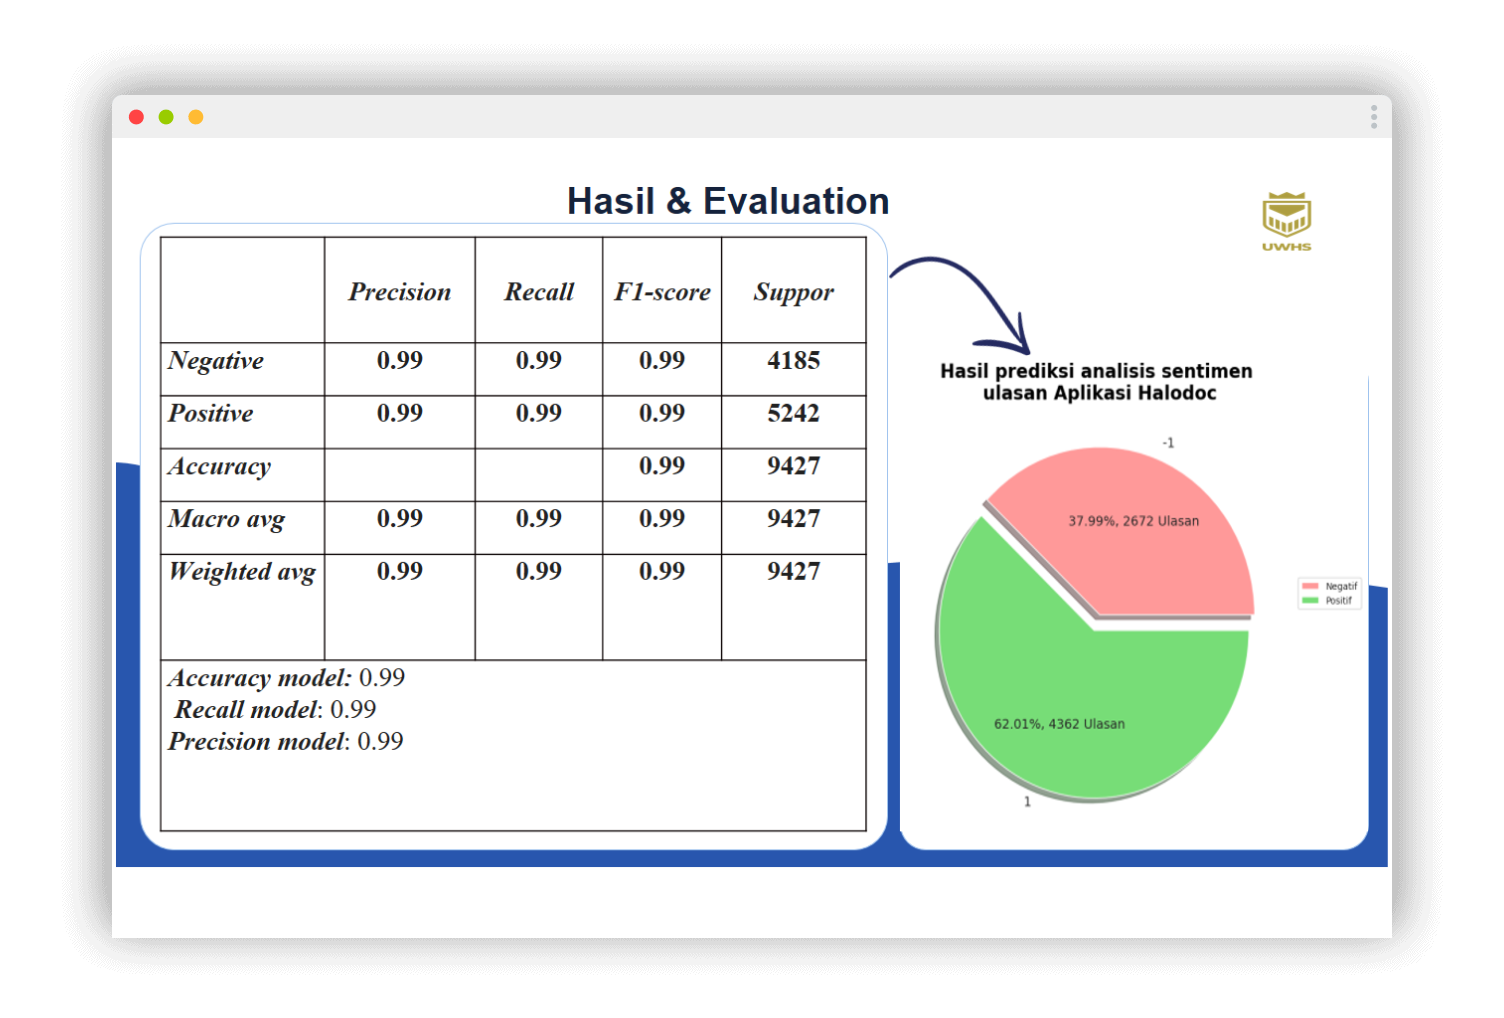 Hasil & Evaluation
UWHS
Precision Recall F1-score Suppor
Negative 0.99 0.99 0.99 4185
Positive 0.99 0.99 0.99 5242
Accuracy 0.99 9427
Macro avg 0.99 0.99 0.99 9427
Weighted avg 0.99 0.99 0.99 9427
Accuracy model: 0.99
Recall model: 0.99
Precision model: 0.99
Hasil prediksi analisis sentimen
ulasan Aplikasi Halodoc
-1
37.99%, 2672 Ulasan
Negatif
Positif
62.01%, 4362 Ulasan
1